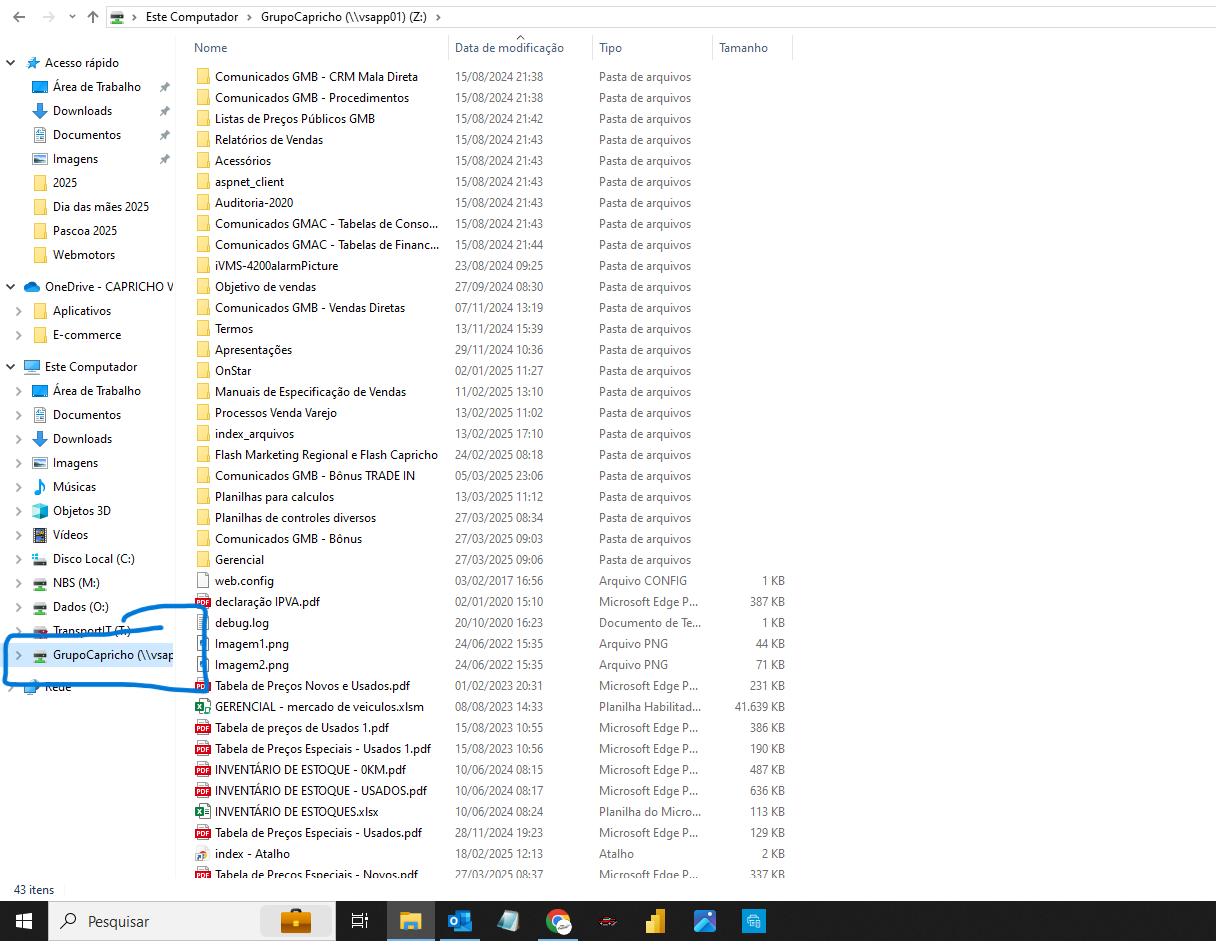 Este Computador > GrupoCapricho (\\vsapp01) (Z:) >
Nome Data de modificação Tipo Tamanho
Acesso rápido
Área de Trabalho
Downloads
Documentos
Imagens
2025
Dia das mães 2025
Pascoa 2025
Webmotors
OneDrive - CAPRICHO V
Aplicativos
E-commerce
Este Computador
Área de Trabalho
Documentos
Downloads
Imagens
Músicas
Objetos 3D
Vídeos
Disco Local (C:)
NBS (M:)
Dados (O:)
TransportIT (T:)
GrupoCapricho (\\vsap
Rede
Comunicados GMB - CRM Mala Direta 15/08/2024 21:38 Pasta de arquivos
Comunicados GMB - Procedimentos 15/08/2024 21:38 Pasta de arquivos
Listas de Preços Públicos GMB 15/08/2024 21:42 Pasta de arquivos
Relatórios de Vendas 15/08/2024 21:43 Pasta de arquivos
Acessórios 15/08/2024 21:43 Pasta de arquivos
aspnet_client 15/08/2024 21:43 Pasta de arquivos
Auditoria-2020 15/08/2024 21:43 Pasta de arquivos
Comunicados GMAC - Tabelas de Conso... 15/08/2024 21:43 Pasta de arquivos
Comunicados GMAC - Tabelas de Financ... 15/08/2024 21:44 Pasta de arquivos
iVMS-4200alarmPicture 23/08/2024 09:25 Pasta de arquivos
Objetivo de vendas 27/09/2024 08:30 Pasta de arquivos
Comunicados GMB - Vendas Diretas 07/11/2024 13:19 Pasta de arquivos
Termos 13/11/2024 15:39 Pasta de arquivos
Apresentações 29/11/2024 10:36 Pasta de arquivos
OnStar 02/01/2025 11:27 Pasta de arquivos
Manuais de Especificação de Vendas 11/02/2025 13:10 Pasta de arquivos
Processos Venda Varejo 13/02/2025 11:02 Pasta de arquivos
index_arquivos 13/02/2025 17:10 Pasta de arquivos
Flash Marketing Regional e Flash Capricho 24/02/2025 08:18 Pasta de arquivos
Comunicados GMB - Bônus TRADE IN 05/03/2025 23:06 Pasta de arquivos
Planilhas para calculos 13/03/2025 11:12 Pasta de arquivos
Planilhas de controles diversos 27/03/2025 08:34 Pasta de arquivos
Comunicados GMB - Bônus 27/03/2025 09:03 Pasta de arquivos
Gerencial 27/03/2025 09:06 Pasta de arquivos
web.config 03/02/2017 16:56 Arquivo CONFIG 1 KB
declaração IPVA.pdf 02/01/2020 15:10 Microsoft Edge P... 387 KB
debug.log 20/10/2020 16:23 Documento de Te... 1 KB
Imagem1.png 24/06/2022 15:35 Arquivo PNG 44 KB
Imagem2.png 24/06/2022 15:35 Arquivo PNG 71 KB
Tabela de Preços Novos e Usados.pdf 01/02/2023 20:31 Microsoft Edge P... 231 KB
GERENCIAL - mercado de veiculos.xlsm 08/08/2023 14:33 Planilha Habilitad... 41.639 KB
Tabela de preços de Usados 1.pdf 15/08/2023 10:55 Microsoft Edge P... 386 KB
Tabela de Preços Especiais - Usados 1.pdf 15/08/2023 10:56 Microsoft Edge P... 190 KB
INVENTÁRIO DE ESTOQUE - 0KM.pdf 10/06/2024 08:15 Microsoft Edge P... 487 KB
INVENTÁRIO DE ESTOQUE - USADOS.pdf 10/06/2024 08:17 Microsoft Edge P... 636 KB
INVENTÁRIO DE ESTOQUES.xlsx 10/06/2024 08:24 Planilha do Micro... 113 KB
Tabela de Preços Especiais - Usados.pdf 28/11/2024 19:23 Microsoft Edge P... 129 KB
index - Atalho 18/02/2025 12:13 Atalho 2 KB
Tabela de Preços Especiais - Novos.pdf 27/03/2025 08:37 Microsoft Edge P... 337 KB
43 itens
Pesquisar